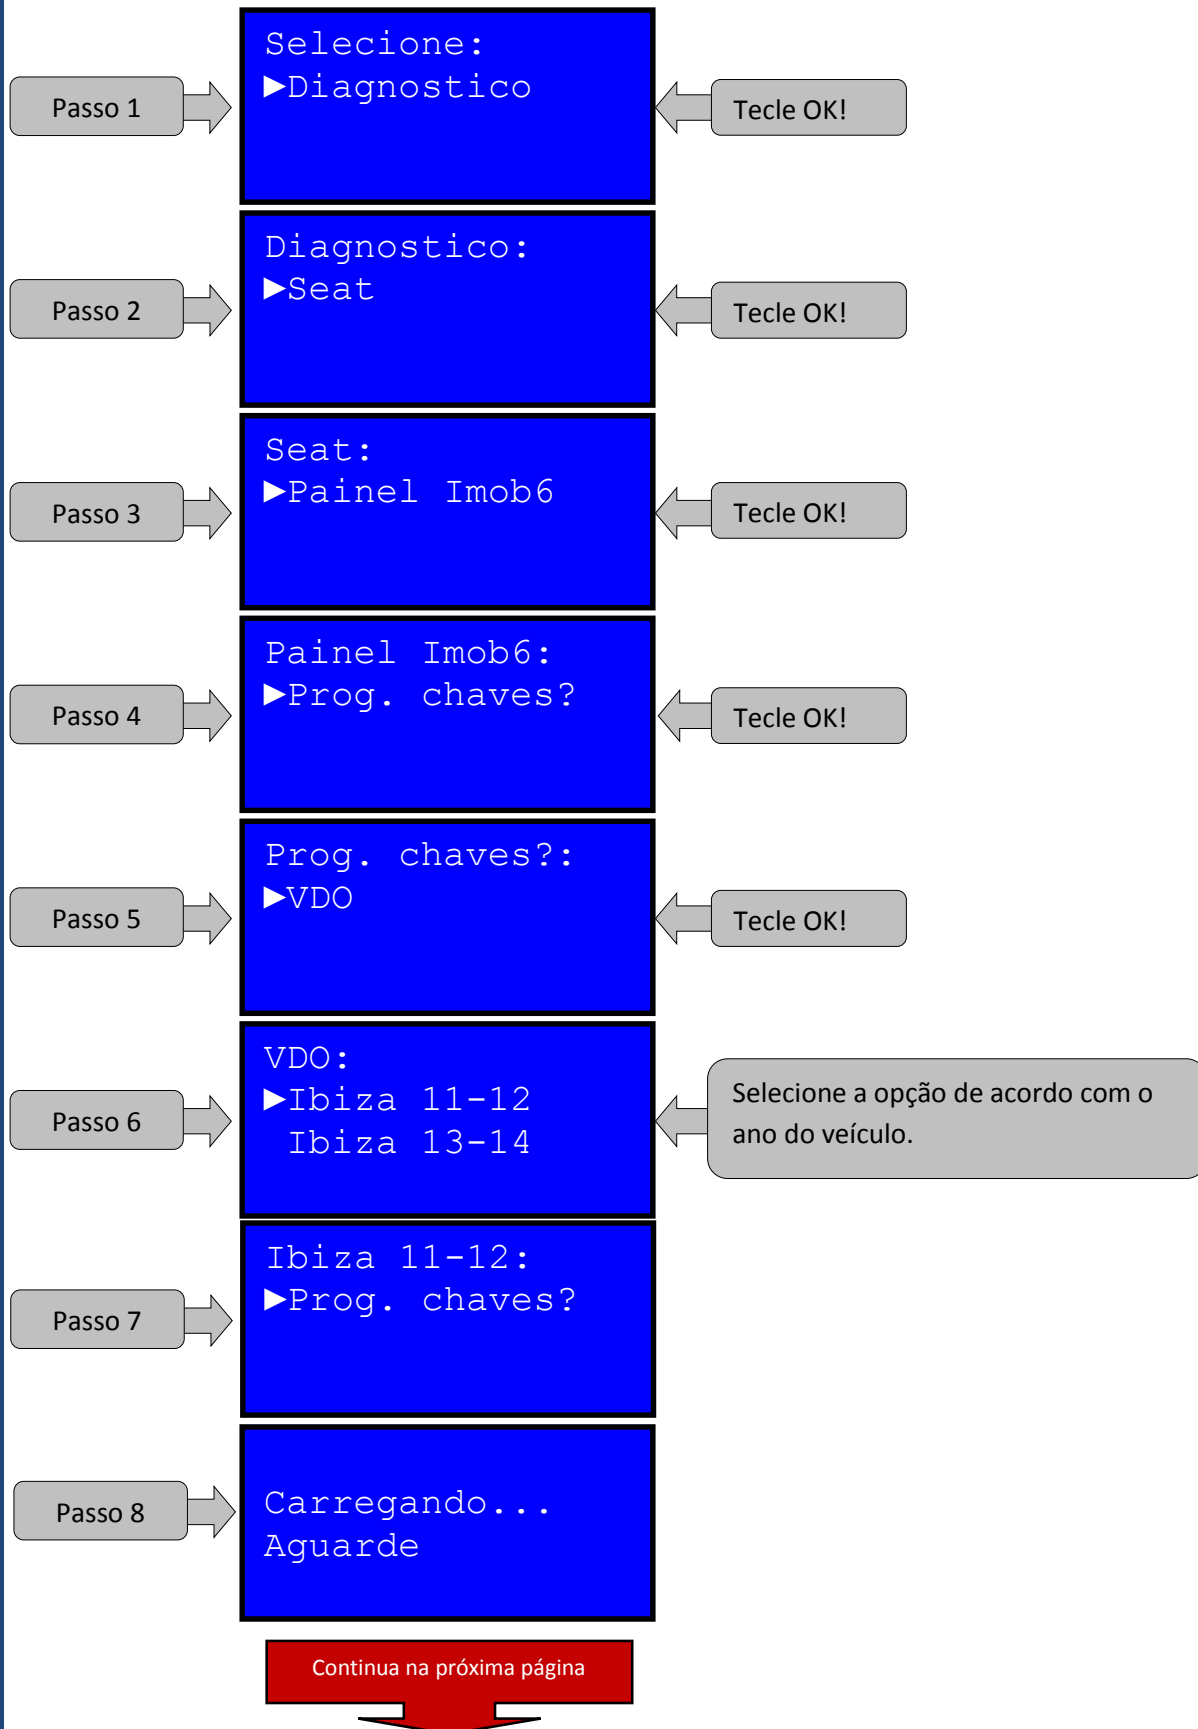 Passo 1
Selecione:
►Diagnostico
Tecle OK!
Passo 2
Diagnostico:
►Seat
Tecle OK!
Passo 3
Seat:
►Painel Imob6
Tecle OK!
Passo 4
Painel Imob6:
►Prog. chaves?
Tecle OK!
Passo 5
Prog. chaves?:
►VDO
Tecle OK!
Passo 6
VDO:
►Ibiza 11-12
Ibiza 13-14
Selecione a opção de acordo com o
ano do veículo.
Passo 7
Ibiza 11-12:
►Prog. chaves?
Passo 8
Carregando...
Aguarde
Continua na próxima página